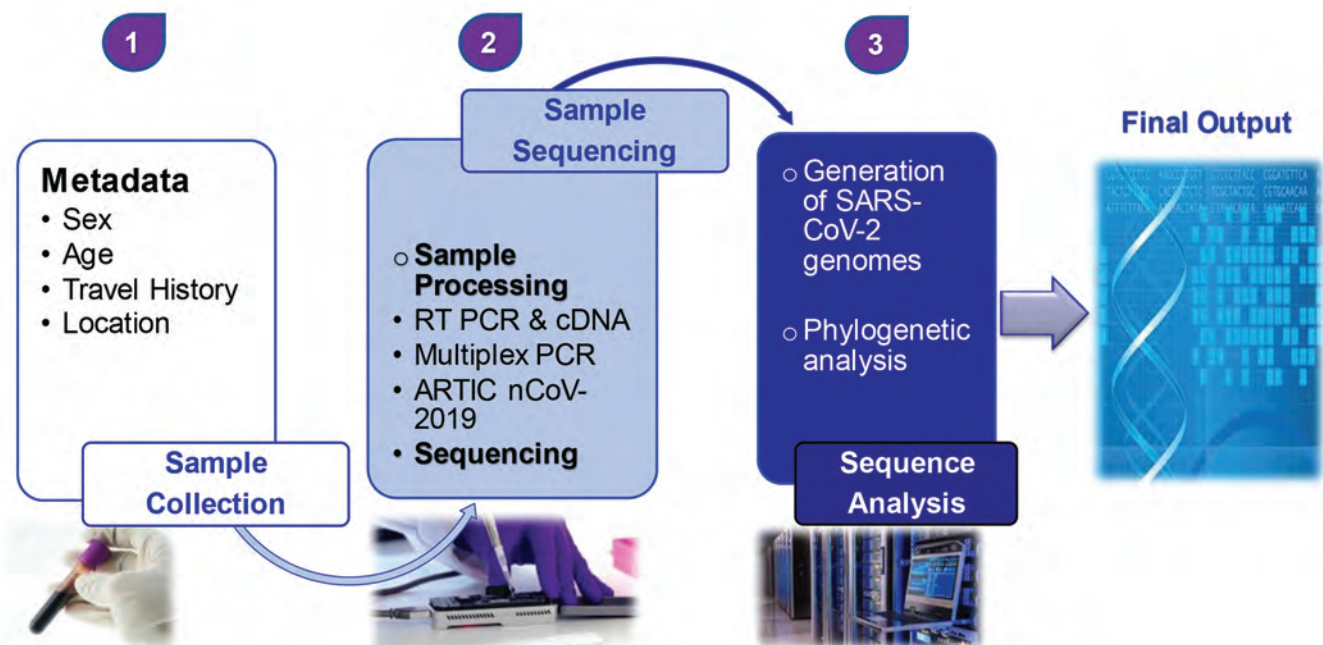 1
2
3
Sample
Sequencing
Final Output
Metadata
• Sex
• Age
• Travel History
• Location
Sample
Collection
o Sample
Processing
• RT PCR & cDNA
• Multiplex PCR
• ARTIC nCoV-
2019
• Sequencing
o Generation
of SARS-
CoV-2
genomes
o Phylogenetic
analysis
Sequence
Analysis